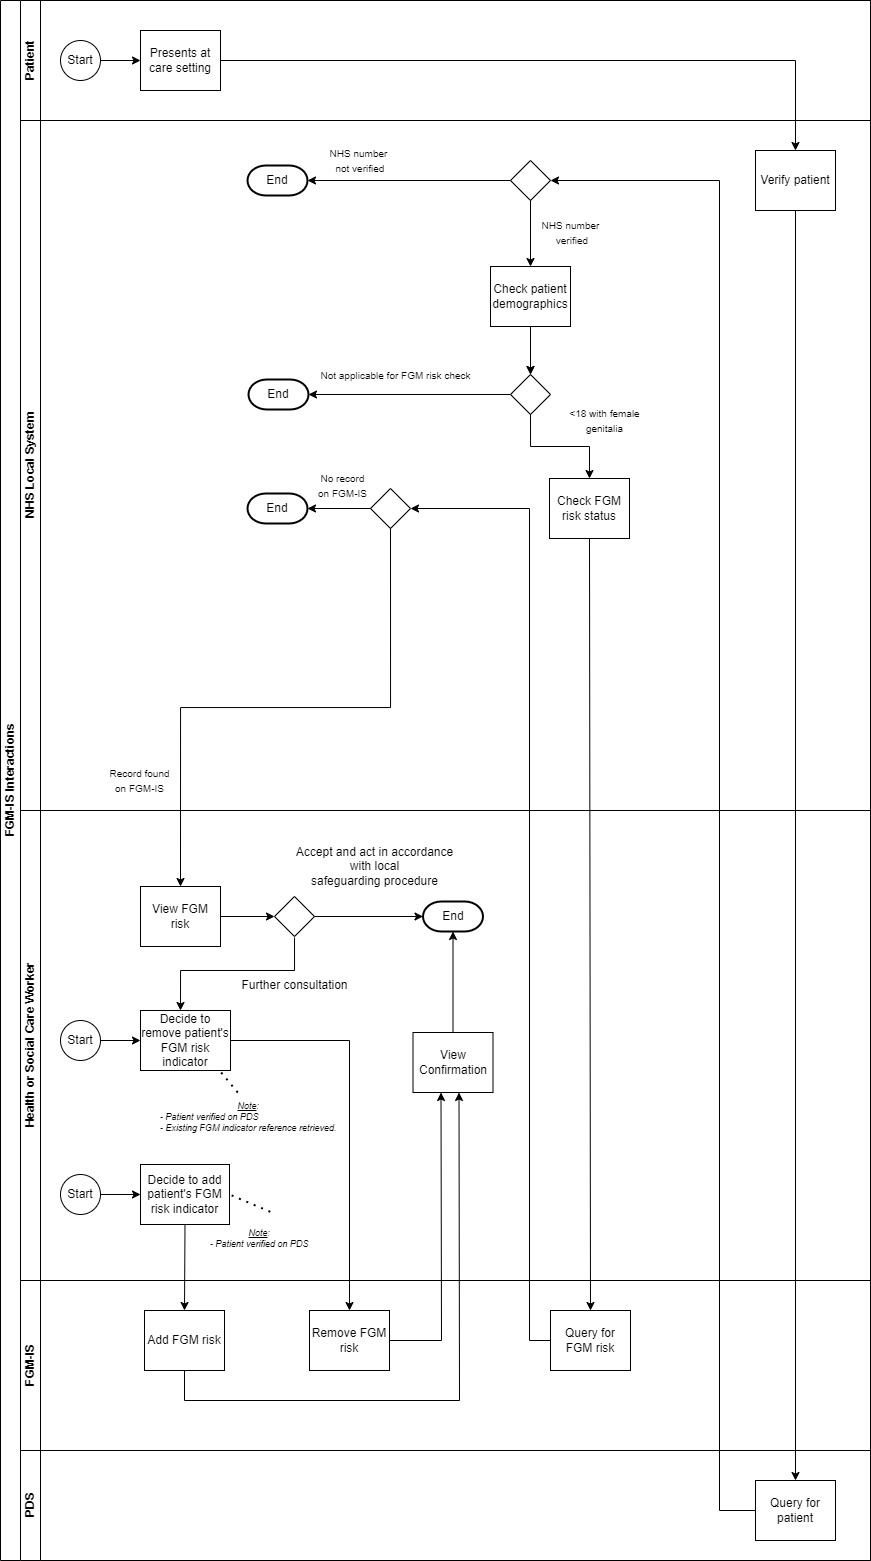 FGM-IS Interactions
Patient
Start
Presents at
care setting
NHS Local System
Verify patient
NHS number
not verified
End
NHS number
verified
Check patient
demographics
Not applicable for FGM risk check
End
<18 with female
genitalia
No record
on FGM-IS
End
Check FGM
risk status
Record found
on FGM-IS
Health or Social Care Worker
Accept and act in accordance
with local
safeguarding procedure
View FGM
risk
End
Further consultation
Start
Decide to
remove patient's
FGM risk
indicator
View
Confirmation
Note:
- Patient verified on PDS
- Existing FGM indicator reference retrieved.
Start
Decide to add
patient's FGM
risk indicator
Note:
- Patient verified on PDS
FGM-IS
Add FGM risk
Remove FGM
risk
Query for
FGM risk
PDS
Query for
patient